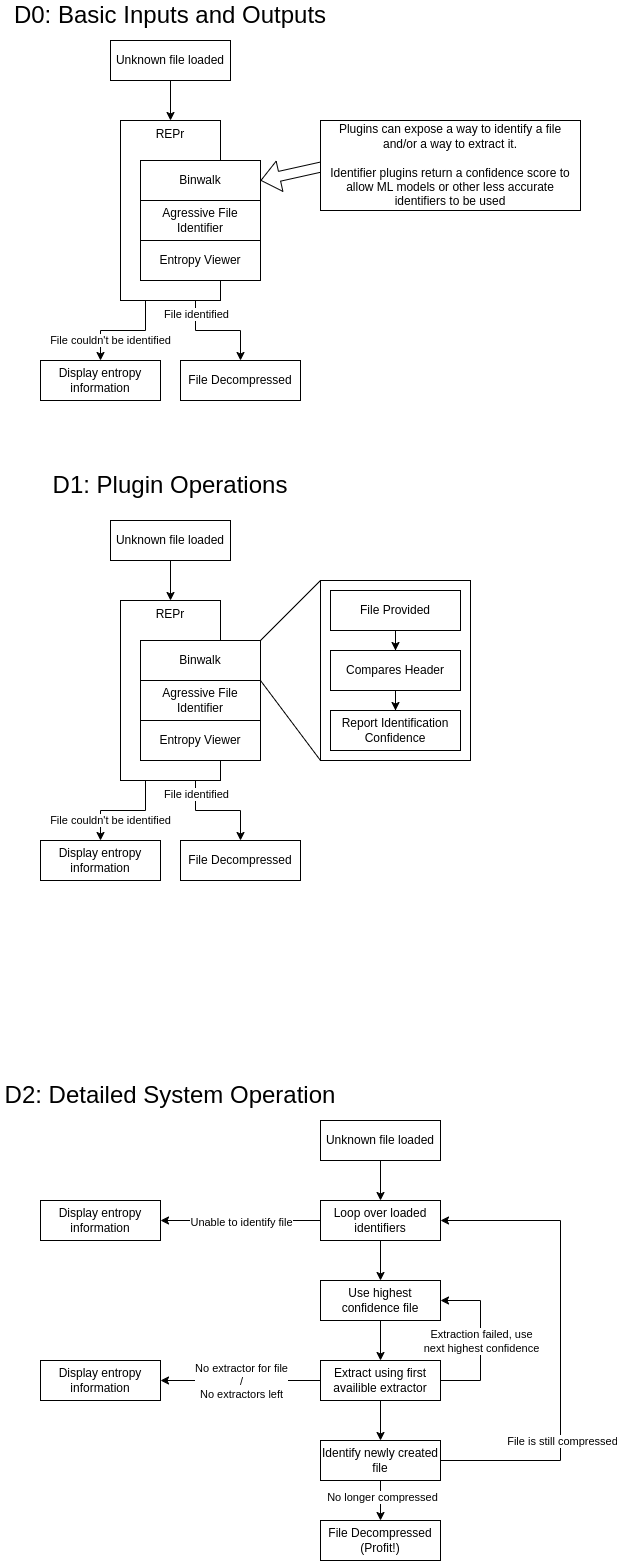 D0: Basic Inputs and Outputs
Unknown file loaded
REPr
Binwalk
Agressive File
Identifier
Entropy Viewer
Plugins can expose a way to identify a file
and/or a way to extract it.
Identifier plugins return a confidence score to
allow ML models or other less accurate
identifiers to be used
File identified
File couldn't be identified
Display entropy
information
File Decompressed
D1: Plugin Operations
Unknown file loaded
REPr
Binwalk
Agressive File
Identifier
Entropy Viewer
File Provided
Compares Header
Report Identification
Confidence
File identified
File couldn't be identified
Display entropy
information
File Decompressed
D2: Detailed System Operation
Unknown file loaded
Loop over loaded
identifiers
Unable to identify file
Display entropy
information
Use highest
confidence file
Extraction failed, use
next highest confidence
Extract using first
availible extractor
No extractor for file
/
No extractors left
Display entropy
information
Identify newly created
file
File is still compressed
No longer compressed
File Decompressed
(Profit!)